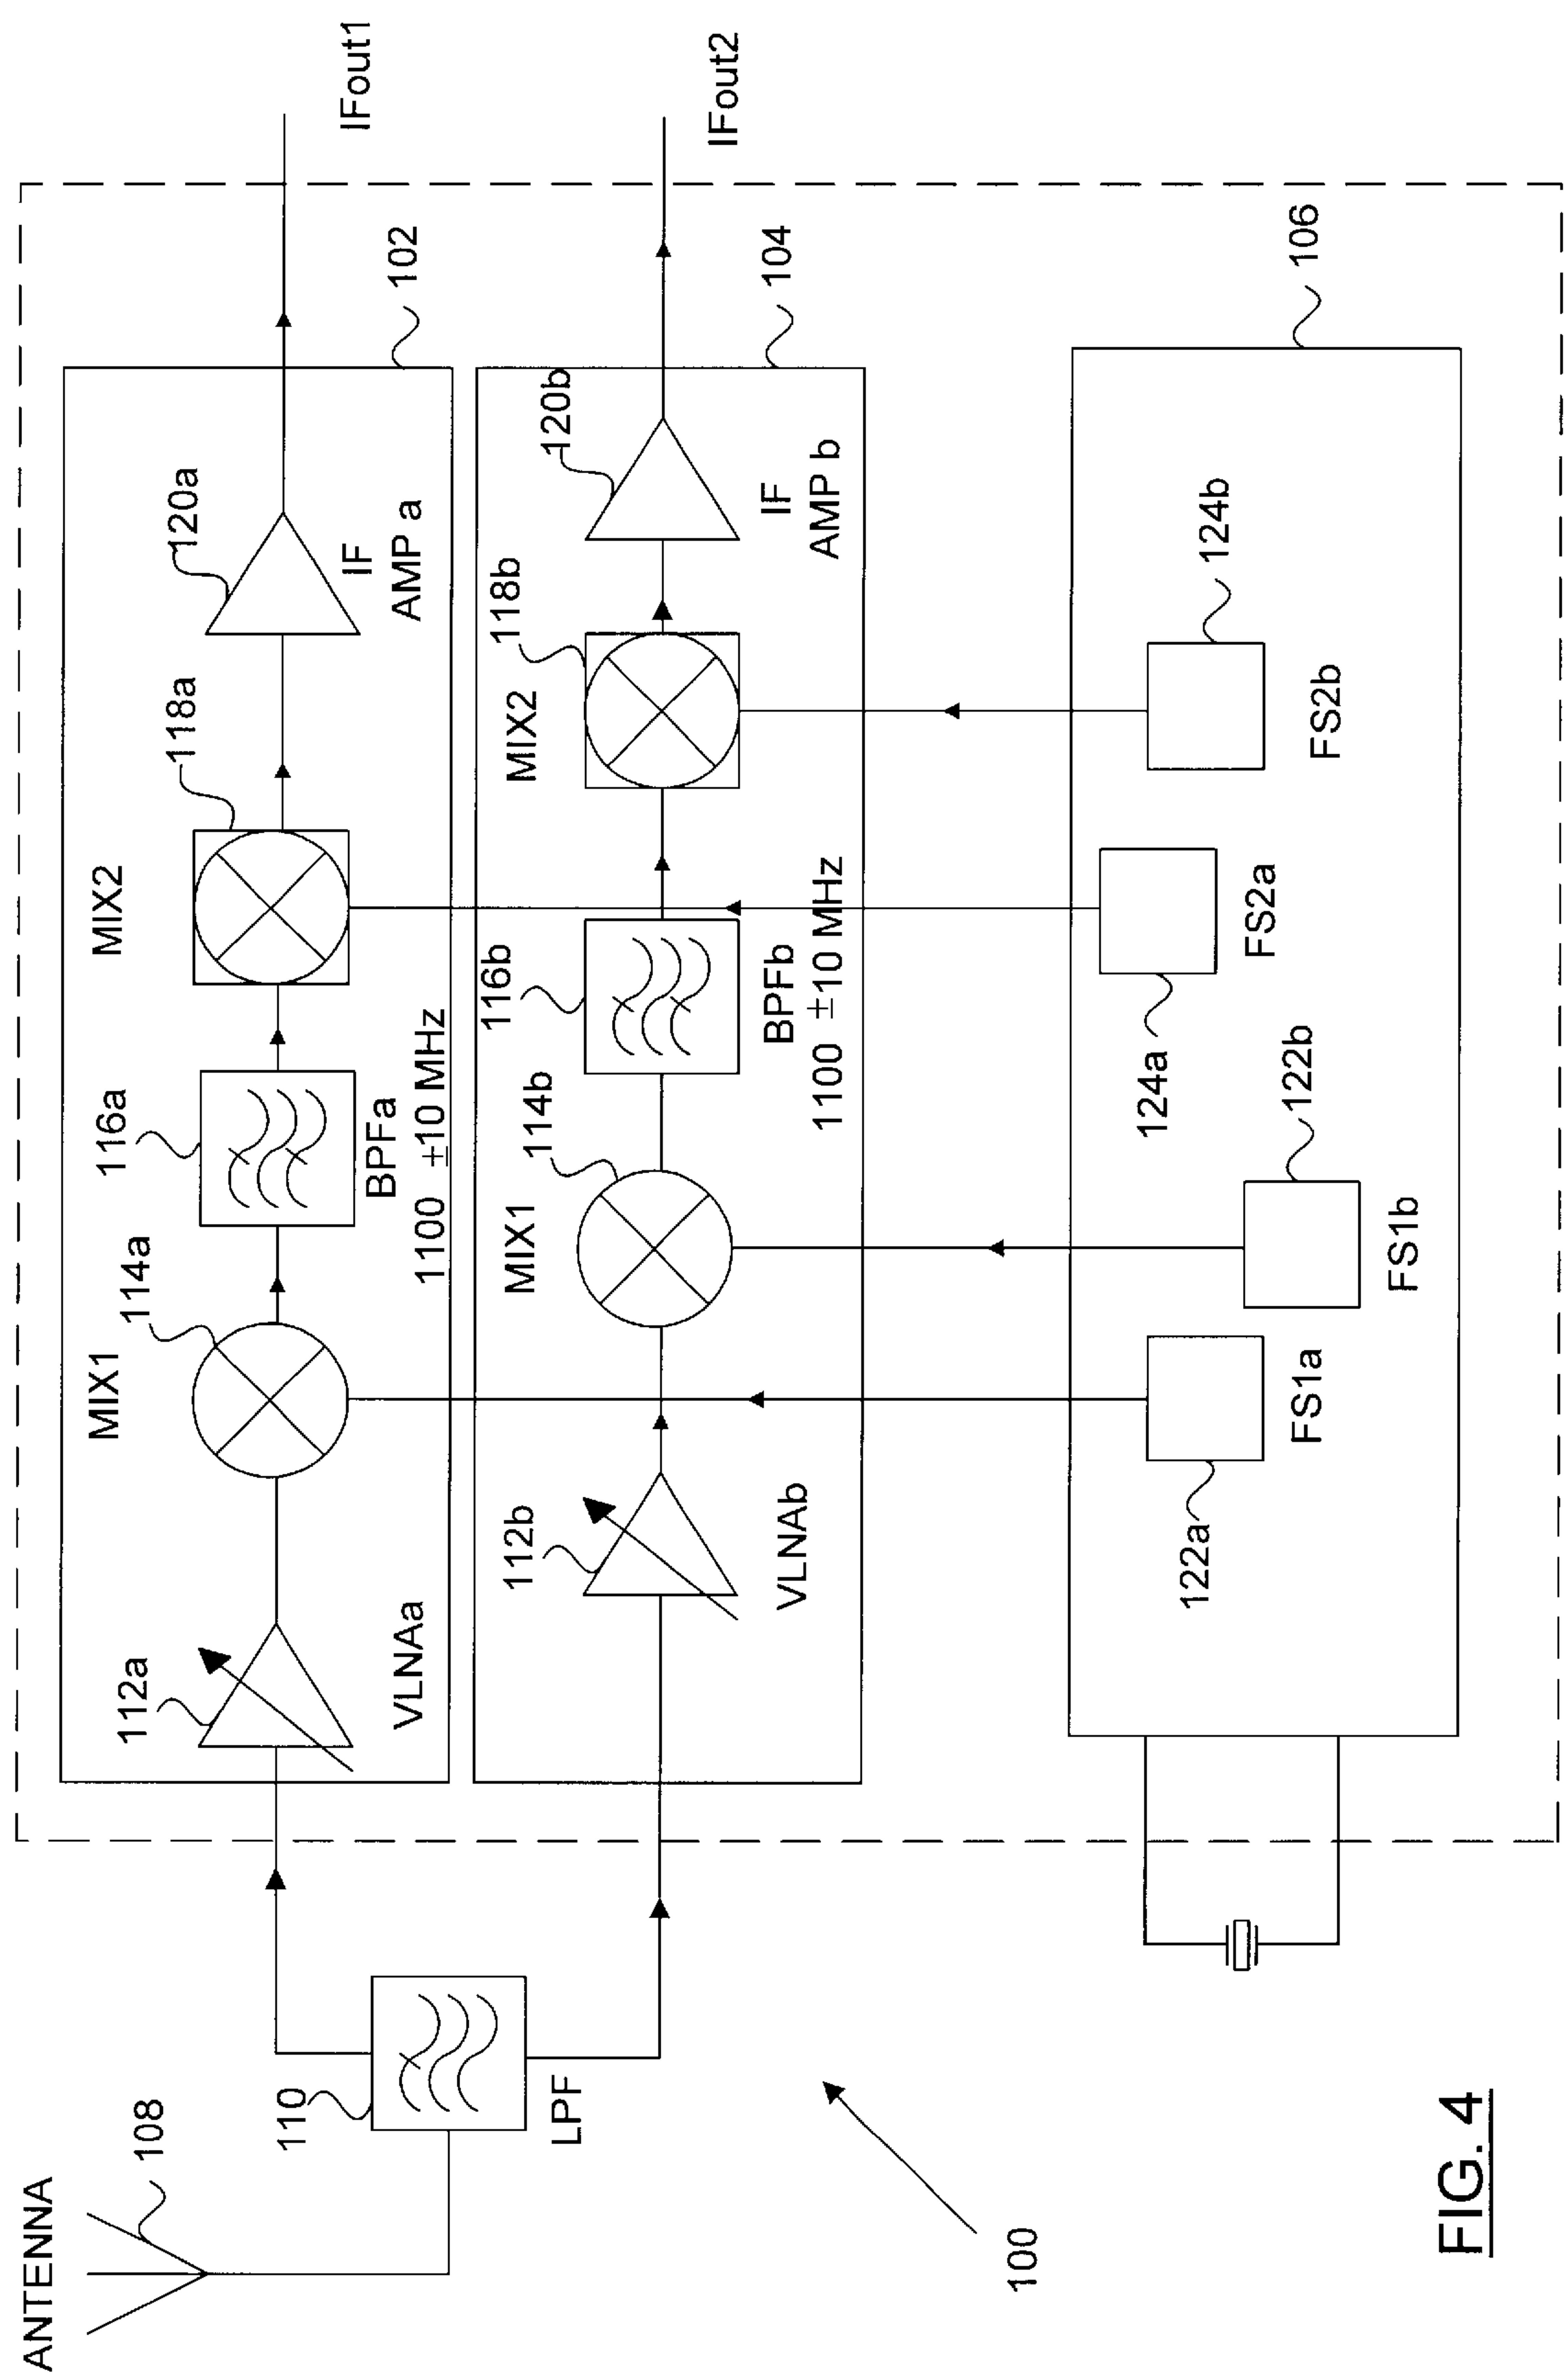 ANTENNA
108
110
LPF
100
112a
VLNAa
MIX1
114a
116a
BPFa
1100 ±10 MHz
MIX2
118a
120a
IF
AMP a
IFout1
102
112b
VLNAb
MIX1
114b
116b
BPFb
1100 ±10 MHz
MIX2
118b
120b
IF
AMP b
IFout2
104
122a
FS1a
122b
FS1b
124a
FS2a
124b
FS2b
106
FIG. 4